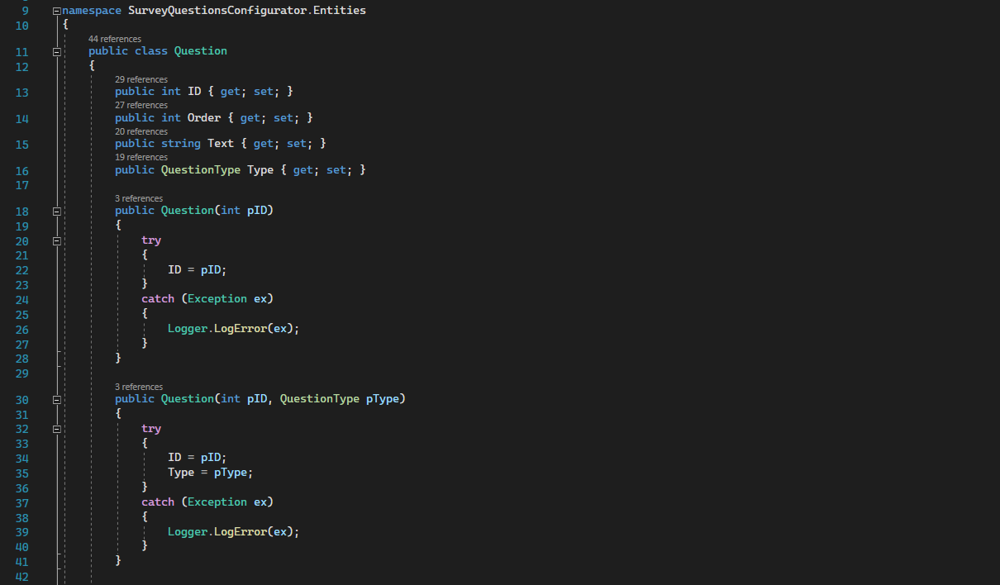 9 namespace SurveyQuestionsConfigurator.Entities
10 {
44 references
11 public class Question
12 {
29 references
13 public int ID { get; set; }
27 references
14 public int Order { get; set; }
20 references
15 public string Text { get; set; }
19 references
16 public QuestionType Type { get; set; }
17
3 references
18 public Question(int pID)
19 {
20 try
21 {
22 ID = pID;
23 }
24 catch (Exception ex)
25 {
26 Logger.LogError(ex);
27 }
28 }
29
3 references
30 public Question(int pID, QuestionType pType)
31 {
32 try
33 {
34 ID = pID;
35 Type = pType;
36 }
37 catch (Exception ex)
38 {
39 Logger.LogError(ex);
40 }
41 }
42